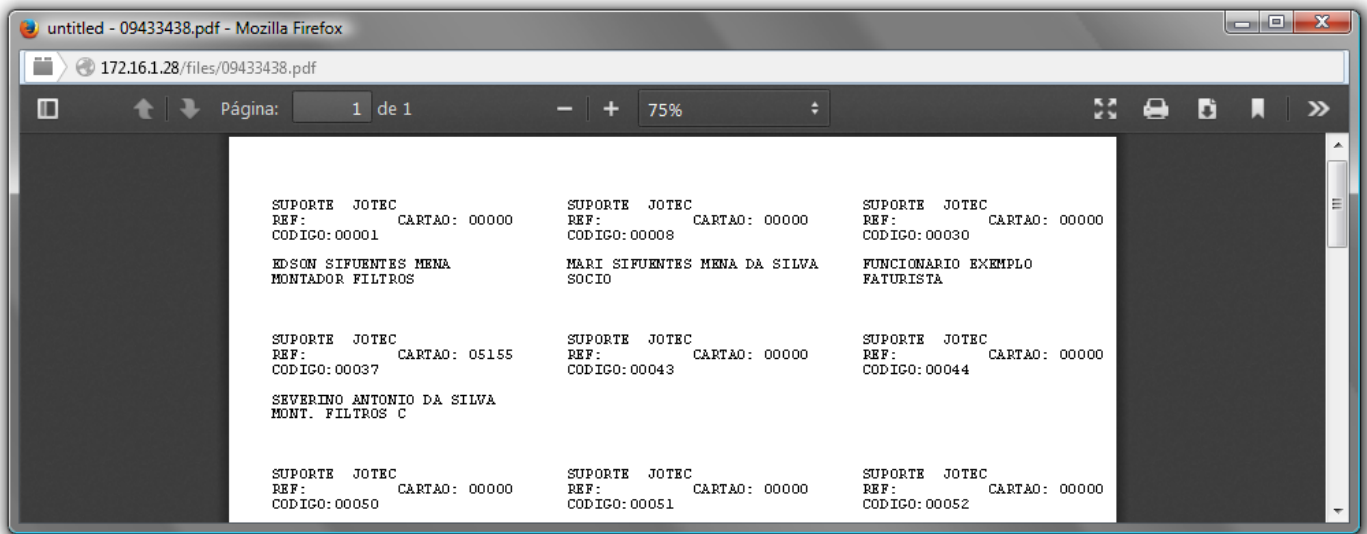 untitled - 09433438.pdf - Mozilla Firefox
172.16.1.28/files/09433438.pdf
Página: 1 de 1 75%
SUPORTE JOTEC SUPORTE JOTEC SUPORTE JOTEC
REF: CARTAO: 00000 REF: CARTAO: 00000 REF: CARTAO: 00000
CODIGO:00001 CODIGO:00008 CODIGO:00030
EDSON SIFUENTES MENA MARI SIFUENTES MENA DA SILVA FUNCIONARIO EXEMPLO
MONTADOR FILTROS SOCIO FATURISTA
SUPORTE JOTEC SUPORTE JOTEC SUPORTE JOTEC
REF: CARTAO: 05155 REF: CARTAO: 00000 REF: CARTAO: 00000
CODIGO:00037 CODIGO:00043 CODIGO:00044
SEVERINO ANTONIO DA SILVA
MONT. FILTROS C
SUPORTE JOTEC SUPORTE JOTEC SUPORTE JOTEC
REF: CARTAO: 00000 REF: CARTAO: 00000 REF: CARTAO: 00000
CODIGO:00050 CODIGO:00051 CODIGO:00052